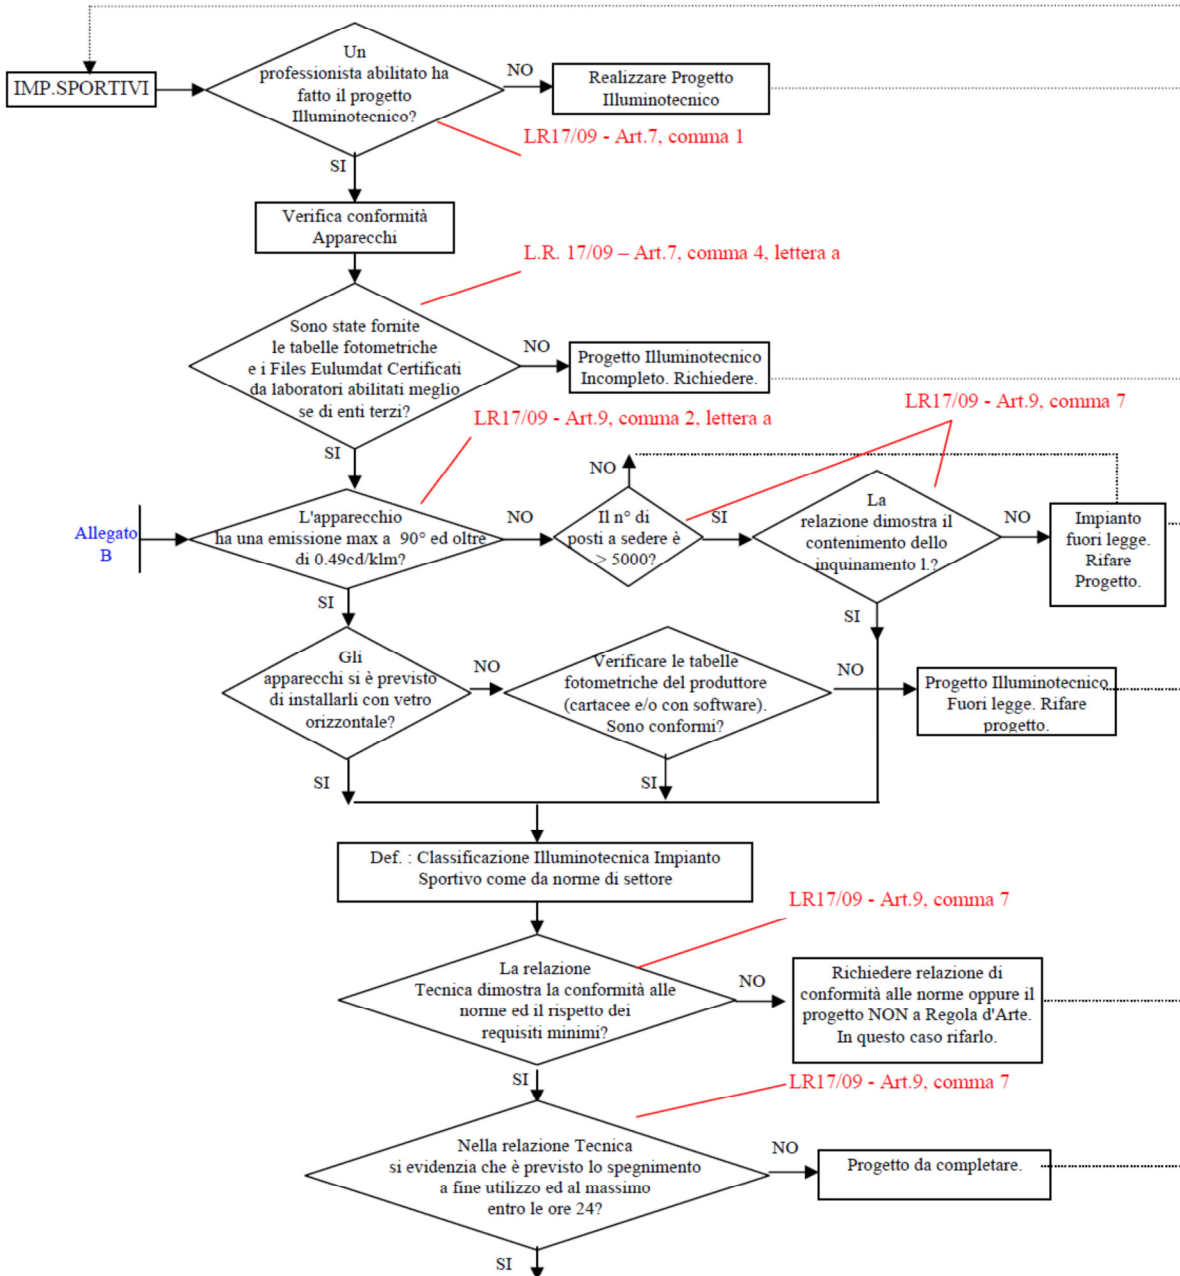 Un
professionista abilitato ha
fatto il progetto
Illuminotecnico?
IMP.SPORTIVI
NO
Realizzare Progetto
Illuminotecnico
LR17/09 - Art.7, comma 1
SI
Verifica conformità
Apparecchi
L.R. 17/09 – Art.7, comma 4, lettera a
Sono state fornite
le tabelle fotometriche
e i Files Eulumdat Certificati
da laboratori abilitati meglio
se di enti terzi?
NO
Progetto Illuminotecnico
Incompleto. Richiedere.
LR17/09 - Art.9, comma 2, lettera a
LR17/09 - Art.9, comma 7
SI
Allegato
B
L'apparecchio
ha una emissione max a 90° ed oltre
di 0.49cd/klm?
NO
NO
Il n° di
posti a sedere è
> 5000?
SI
La
relazione dimostra il
contenimento dello
inquinamento l.?
NO
Impianto
fuori legge.
Rifare
Progetto.
SI
SI
Gli
apparecchi si è previsto
di installarli con vetro
orizzontale?
NO
Verificare le tabelle
fotometriche del produttore
(cartacee e/o con software).
Sono conformi?
NO
Progetto Illuminotecnico
Fuori legge. Rifare
progetto.
SI
SI
Def. : Classificazione Illuminotecnica Impianto
Sportivo come da norme di settore
LR17/09 - Art.9, comma 7
La relazione
Tecnica dimostra la conformità alle
norme ed il rispetto dei
requisiti minimi?
NO
Richiedere relazione di
conformità alle norme oppure il
progetto NON a Regola d'Arte.
In questo caso rifarlo.
SI
LR17/09 - Art.9, comma 7
Nella relazione Tecnica
si evidenzia che è previsto lo spegnimento
a fine utilizzo ed al massimo
entro le ore 24?
NO
Progetto da completare.
SI